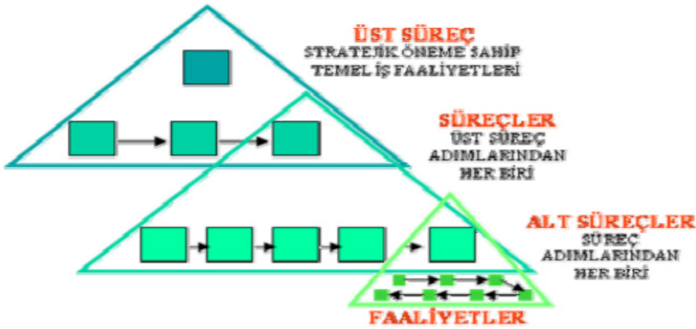 ÜST SÜREÇ
STRATEJİK ÖNEME SAHİP
TEMEL İŞ FAALİYETLERİ
SÜREÇLER
ÜST SÜREÇ
ADIMLARINDAN
HER BİRİ
ALT SÜREÇLER
SÜREÇ
ADIMLARINDAN
HER BİRİ
FAALİYETLER